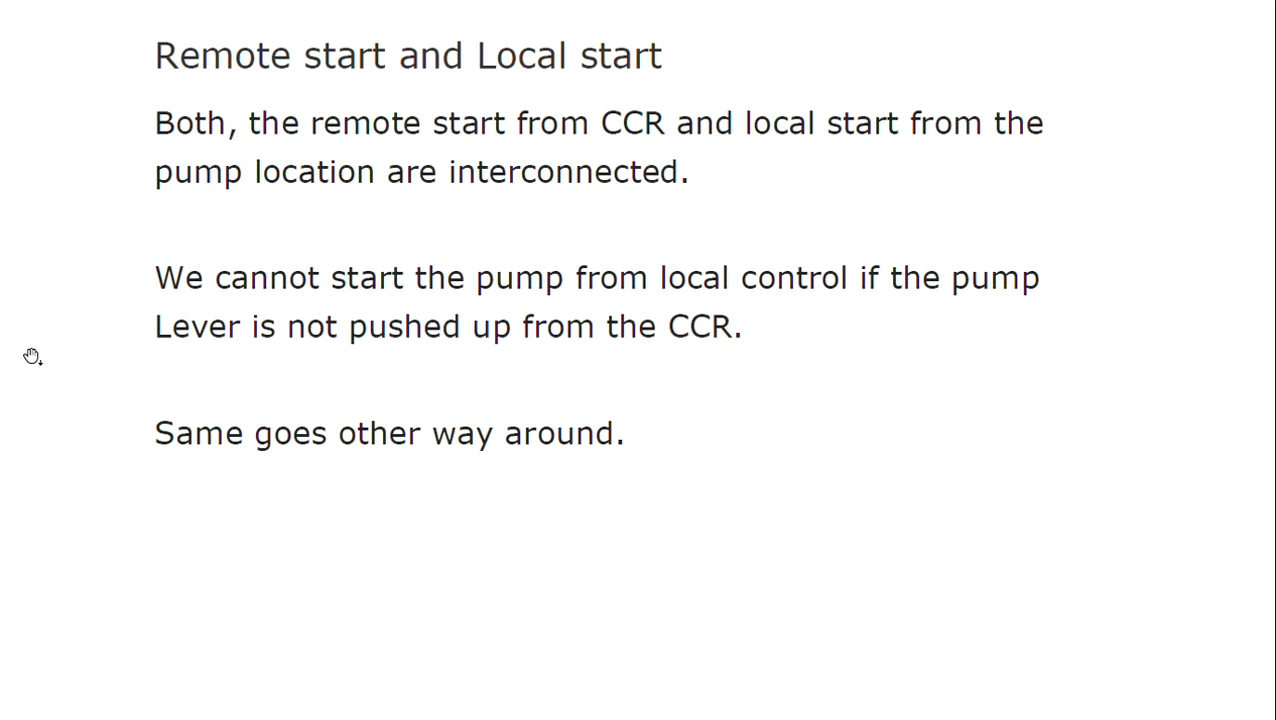 Remote start and Local start
Both, the remote start from CCR and local start from the
pump location are interconnected.
We cannot start the pump from local control if the pump
Lever is not pushed up from the CCR.
Same goes other way around.